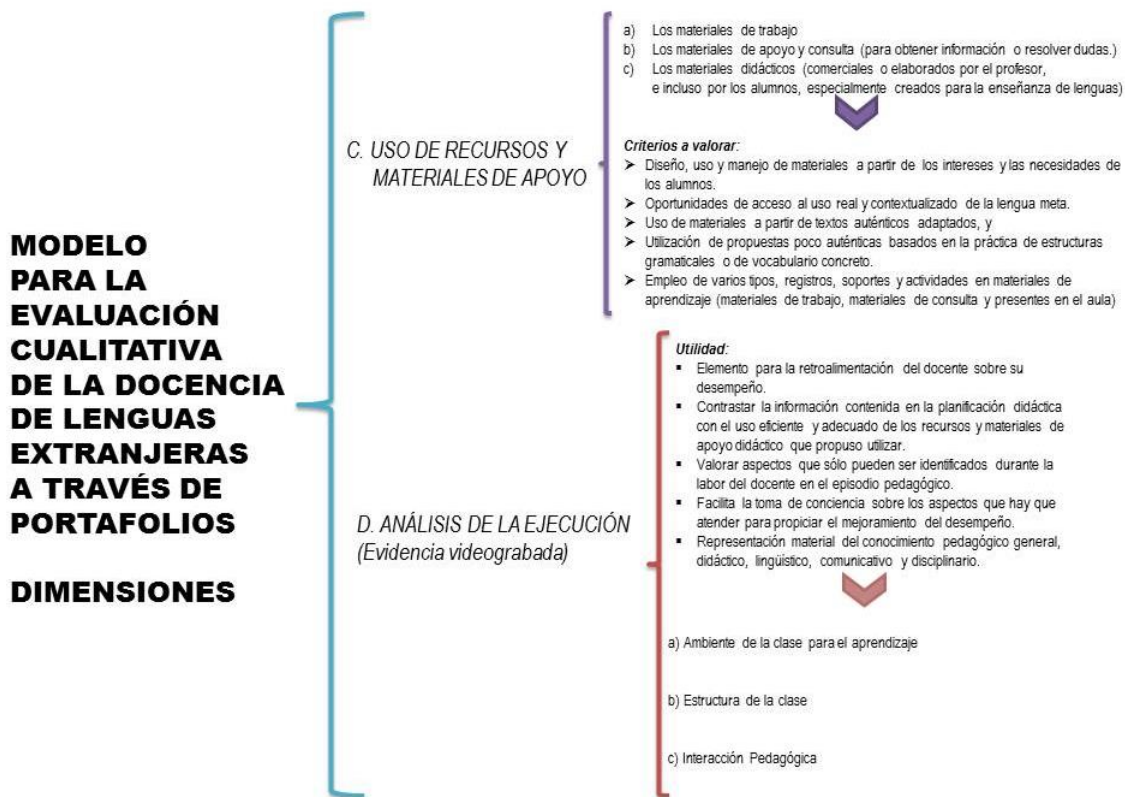 MODELO
PARA LA
EVALUACIÓN
CUALITATIVA
DE LA DOCENCIA
DE LENGUAS
EXTRANJERAS
A TRAVÉS DE
PORTAFOLIOS
DIMENSIONES
C. USO DE RECURSOS Y
MATERIALES DE APOYO
a) Los materiales de trabajo
b) Los materiales de apoyo y consulta (para obtener información o resolver dudas.)
c) Los materiales didácticos (comerciales o elaborados por el profesor,
e incluso por los alumnos, especialmente creados para la enseñanza de lenguas)
Criterios a valorar:
➤ Diseño, uso y manejo de materiales a partir de los intereses y las necesidades de
los alumnos.
➤ Oportunidades de acceso al uso real y contextualizado de la lengua meta.
➤ Uso de materiales a partir de textos auténticos adaptados, y
➤ Utilización de propuestas poco auténticas basados en la práctica de estructuras
gramaticales o de vocabulario concreto.
➤ Empleo de varios tipos, registros, soportes y actividades en materiales de
aprendizaje (materiales de trabajo, materiales de consulta y presentes en el aula)
D. ANÁLISIS DE LA EJECUCIÓN
(Evidencia videograbada)
Utilidad:
▪ Elemento para la retroalimentación del docente sobre su
desempeño.
▪ Contrastar la información contenida en la planificación didáctica
con el uso eficiente y adecuado de los recursos y materiales de
apoyo didáctico que propuso utilizar.
▪ Valorar aspectos que sólo pueden ser identificados durante la
labor del docente en el episodio pedagógico.
▪ Facilita la toma de conciencia sobre los aspectos que hay que
atender para propiciar el mejoramiento del desempeño.
▪ Representación material del conocimiento pedagógico general,
didáctico, lingüístico, comunicativo y disciplinario.
a) Ambiente de la clase para el aprendizaje
b) Estructura de la clase
c) Interacción Pedagógica